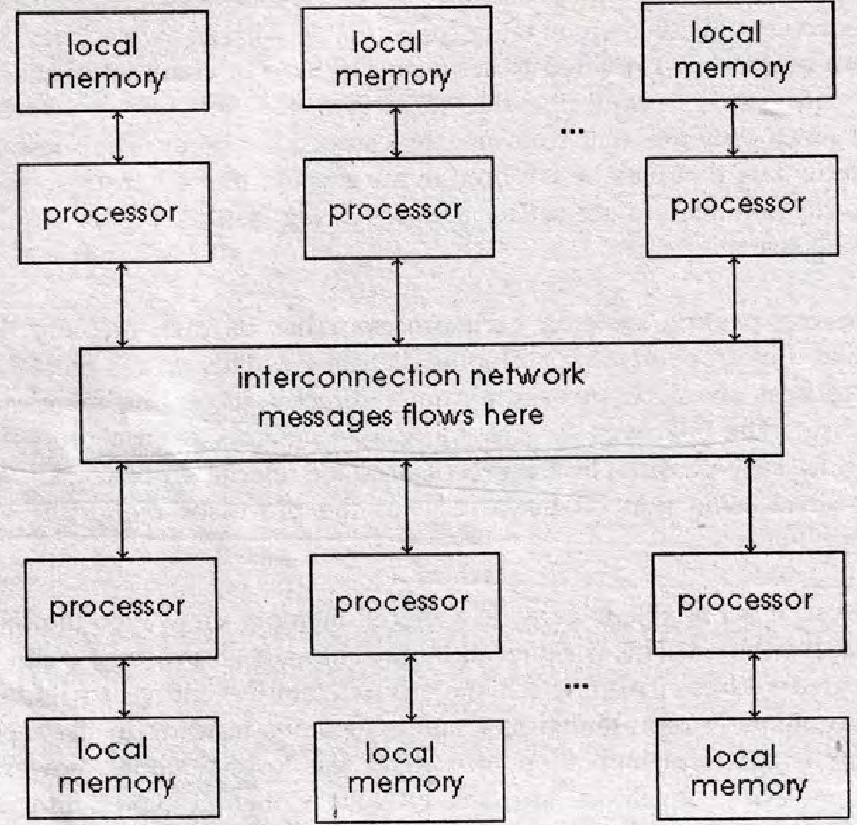 local
memory
local
memory
local
memory
...
processor
processor
processor
interconnection network
messages flows here
processor
processor
processor
...
local
memory
local
memory
local
memory